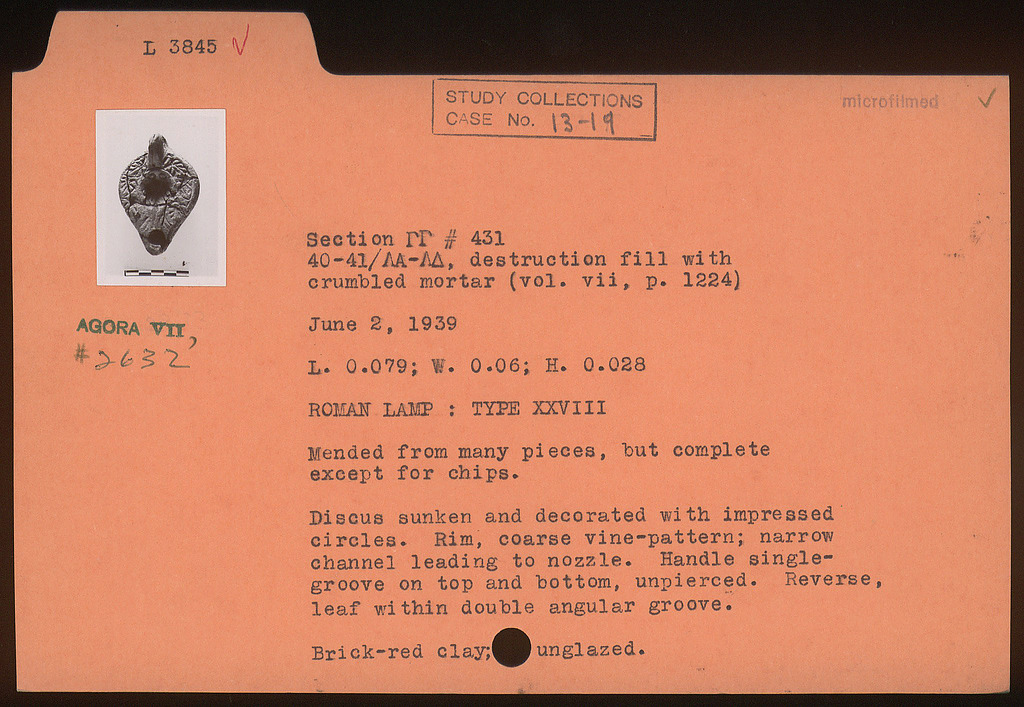 L 3845 ✓
STUDY COLLECTIONS
CASE No. 13-19
microfilmed ✓
Section ΓΓ # 431
40-41/ΛΑ-ΛΔ, destruction fill with
crumbled mortar (vol. vii, p. 1224)
AGORA VII,
#2632
June 2, 1939
L. 0.079; W. 0.06; H. 0.028
ROMAN LAMP : TYPE XXVIII
Mended from many pieces, but complete
except for chips.
Discus sunken and decorated with impressed
circles. Rim, coarse vine-pattern; narrow
channel leading to nozzle. Handle single-
groove on top and bottom, unpierced. Reverse,
leaf within double angular groove.
Brick-red clay; unglazed.